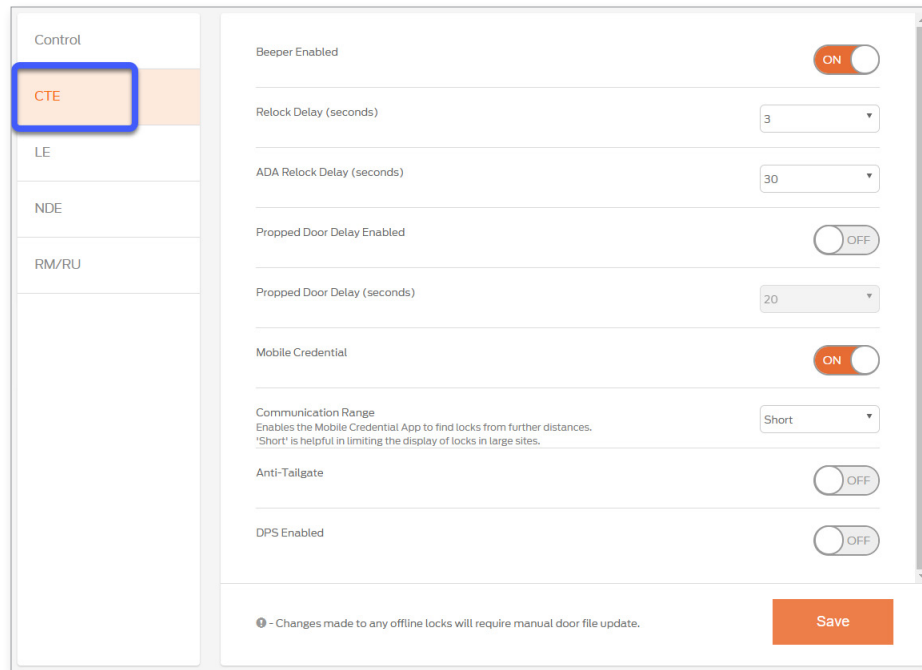 Control
CTE
LE
NDE
RM/RU
Beeper Enabled
ON
Relock Delay (seconds)
3
ADA Relock Delay (seconds)
30
Propped Door Delay Enabled
OFF
Propped Door Delay (seconds)
20
Mobile Credential
ON
Communication Range
Enables the Mobile Credential App to find locks from further distances.
'Short' is helpful in limiting the display of locks in large sites.
Short
Anti-Tailgate
OFF
DPS Enabled
OFF
- Changes made to any offline locks will require manual door file update.
Save